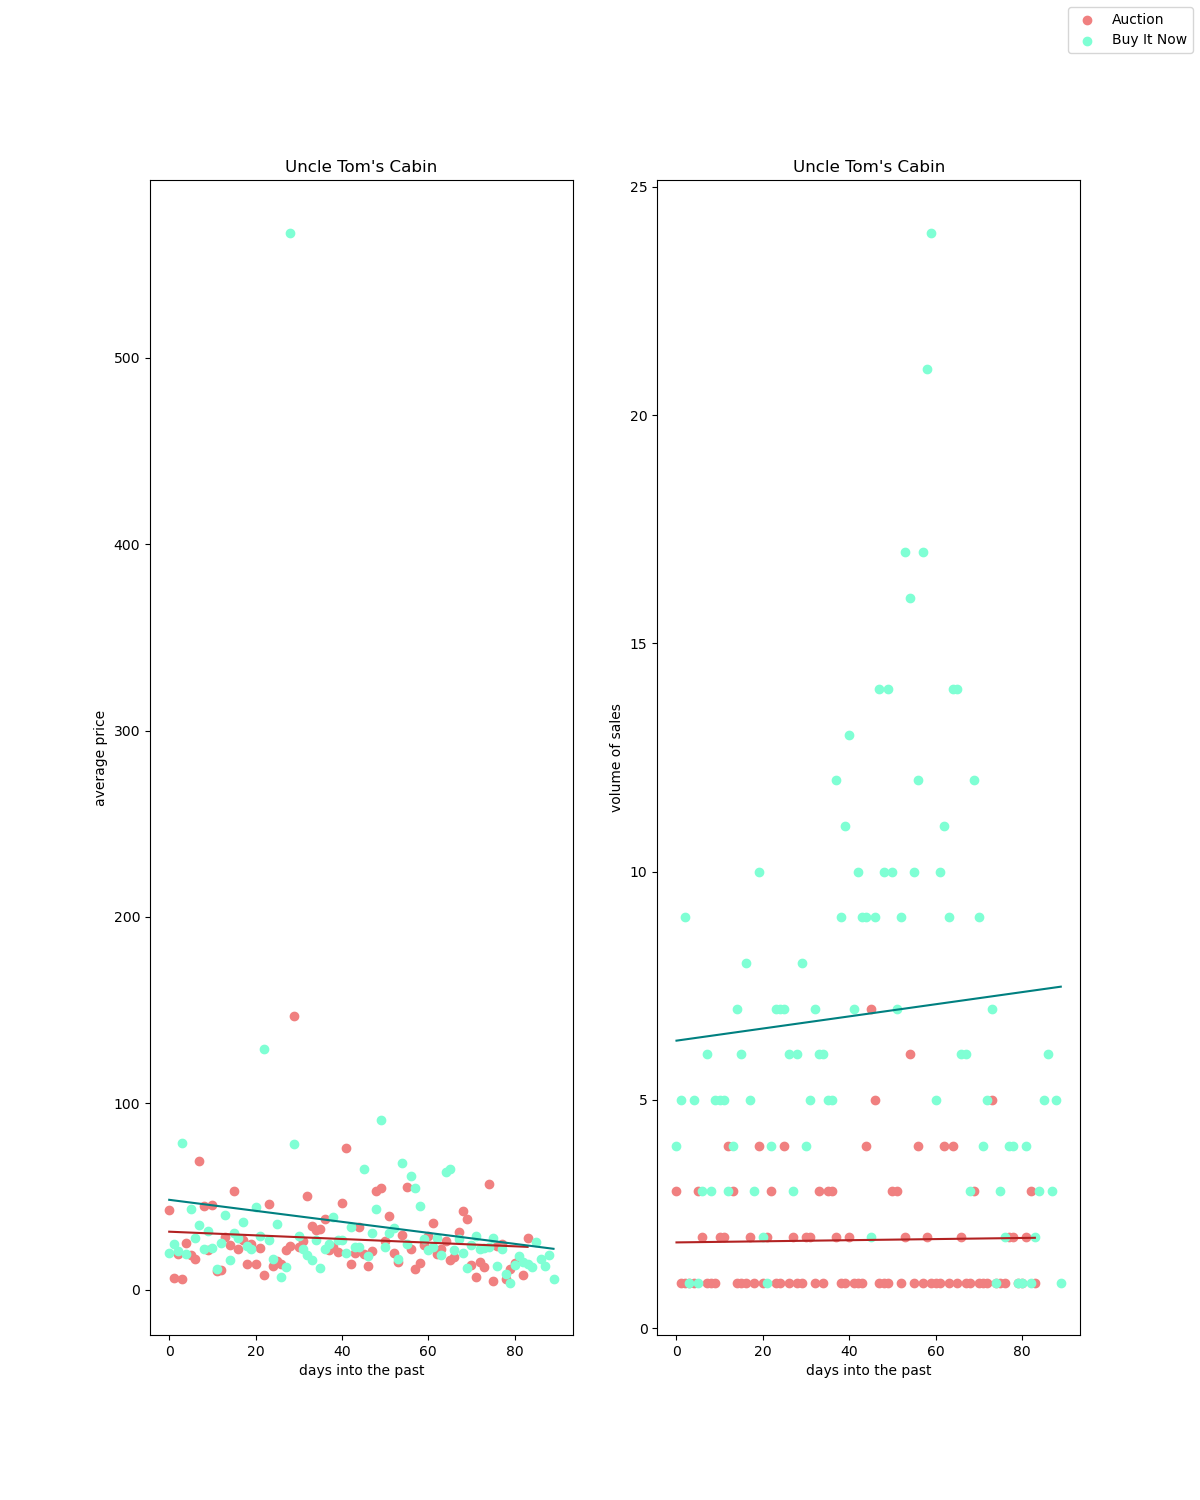 Auction
Buy It Now
Uncle Tom's Cabin
500
400
300
200
100
0
average price
0 20 40 60 80
days into the past
Uncle Tom's Cabin
25
20
15
10
5
0
volume of sales
0 20 40 60 80
days into the past